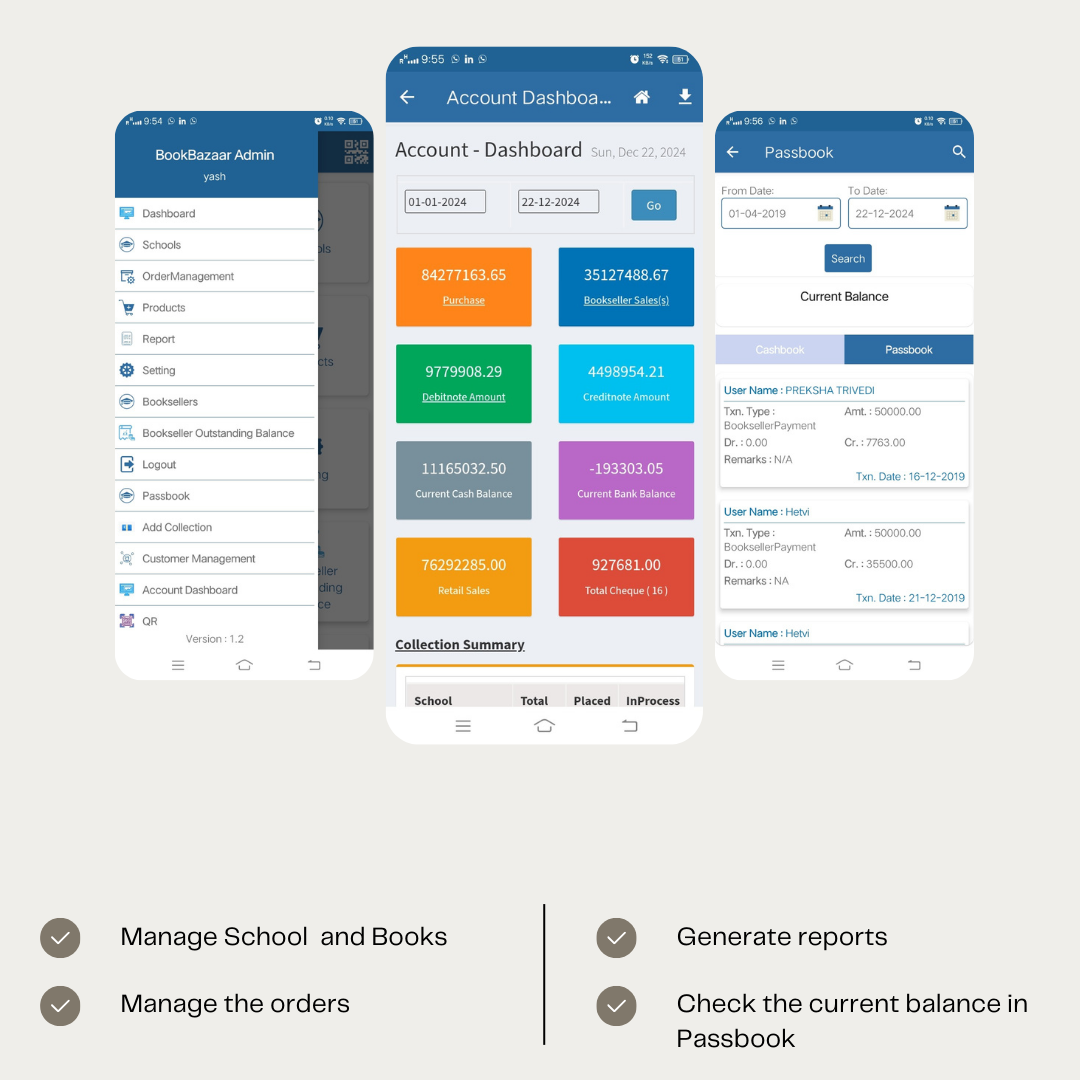 9:54
BookBazaar Admin
yash
Dashboard
Schools
OrderManagement
Products
Report
Setting
Booksellers
Bookseller Outstanding Balance
Logout
Passbook
Add Collection
Customer Management
Account Dashboard
QR
Version : 1.2
9:55
Account Dashboa...
Account - Dashboard Sun, Dec 22, 2024
01-01-2024 22-12-2024 Go
84277163.65
Purchase
35127488.67
Bookseller Sales(s)
9779908.29
Debitnote Amount
4498954.21
Creditnote Amount
11165032.50
Current Cash Balance
-193303.05
Current Bank Balance
76292285.00
Retail Sales
927681.00
Total Cheque ( 16 )
Collection Summary
School Total Placed InProcess
9:56
Passbook
From Date: To Date:
01-04-2019 22-12-2024
Search
Current Balance
Cashbook Passbook
User Name : PREKSHA TRIVEDI
Txn. Type : Amt. : 50000.00
BooksellerPayment
Dr. : 0.00 Cr. : 7763.00
Remarks : N/A
Txn. Date : 16-12-2019
User Name : Hetvi
Txn. Type : Amt. : 50000.00
BooksellerPayment
Dr. : 0.00 Cr. : 35500.00
Remarks : NA
Txn. Date : 21-12-2019
User Name : Hetvi
Manage School and Books
Manage the orders
Generate reports
Check the current balance in
Passbook